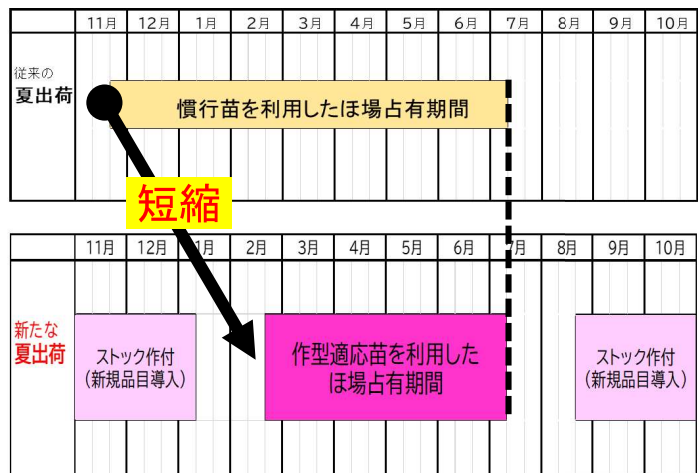 11月 12月 1月 2月 3月 4月 5月 6月 7月 8月 9月 10月
従来の
夏出荷
慣行苗を利用したほ場占有期間
短縮
11月 12月 1月 2月 3月 4月 5月 6月 7月 8月 9月 10月
新たな
夏出荷
ストック作付
(新規品目導入)
作型適応苗を利用した
ほ場占有期間
ストック作付
(新規品目導入)